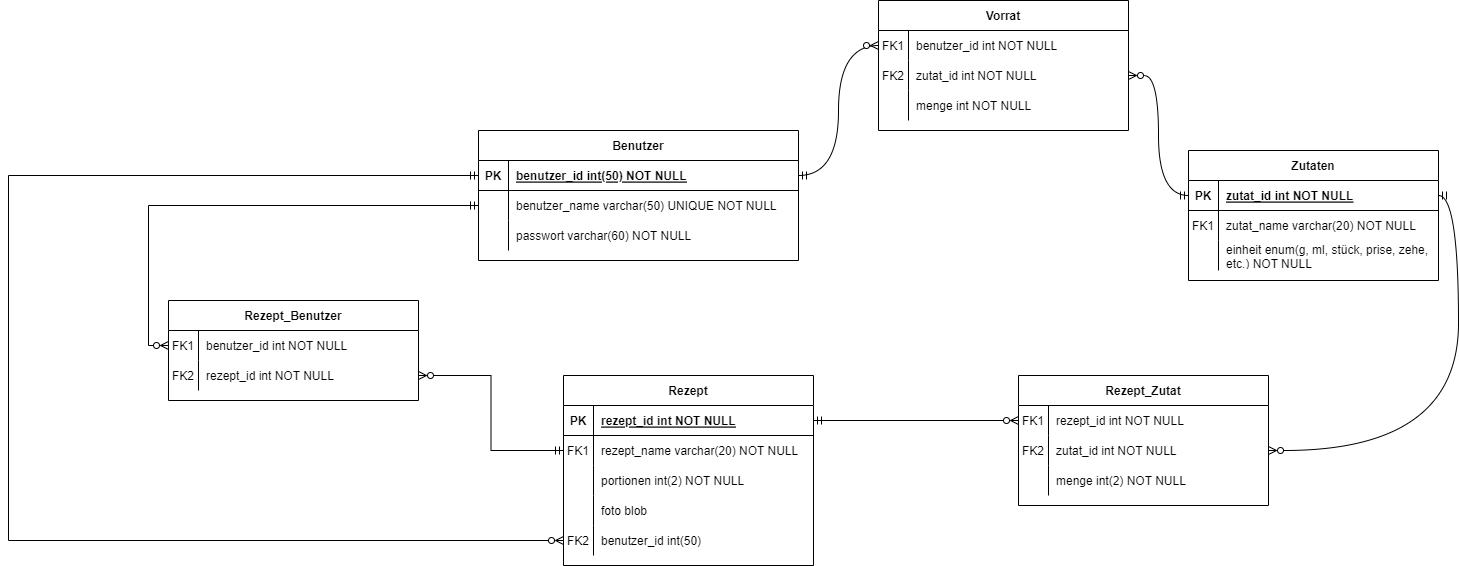 Vorrat
FK1 benutzer_id int NOT NULL
FK2 zutat_id int NOT NULL
menge int NOT NULL
Benutzer
PK benutzer_id int(50) NOT NULL
benutzer_name varchar(50) UNIQUE NOT NULL
passwort varchar(60) NOT NULL
Zutaten
PK zutat_id int NOT NULL
FK1 zutat_name varchar(20) NOT NULL
einheit enum(g, ml, stück, prise, zehe,
etc.) NOT NULL
Rezept_Benutzer
FK1 benutzer_id int NOT NULL
FK2 rezept_id int NOT NULL
Rezept
PK rezept_id int NOT NULL
FK1 rezept_name varchar(20) NOT NULL
portionen int(2) NOT NULL
foto blob
FK2 benutzer_id int(50)
Rezept_Zutat
FK1 rezept_id int NOT NULL
FK2 zutat_id int NOT NULL
menge int(2) NOT NULL